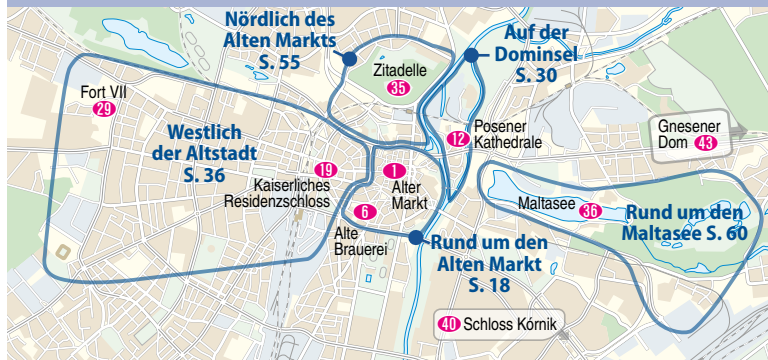 Nördlich des
Alten Markts
S. 55
Auf der
Dominsel
S. 30
Zitadelle
35
Fort VII
29
Westlich
der Altstadt
S. 36
12 Posener
Kathedrale
Gnesener
Dom 43
19
Kaiserliches
Residenzschloss
1
Alter
Markt
6
Alte
Brauerei
Maltasee 36
Rund um den
Maltasee S. 60
Rund um den
Alten Markt
S. 18
40 Schloss Kórnik